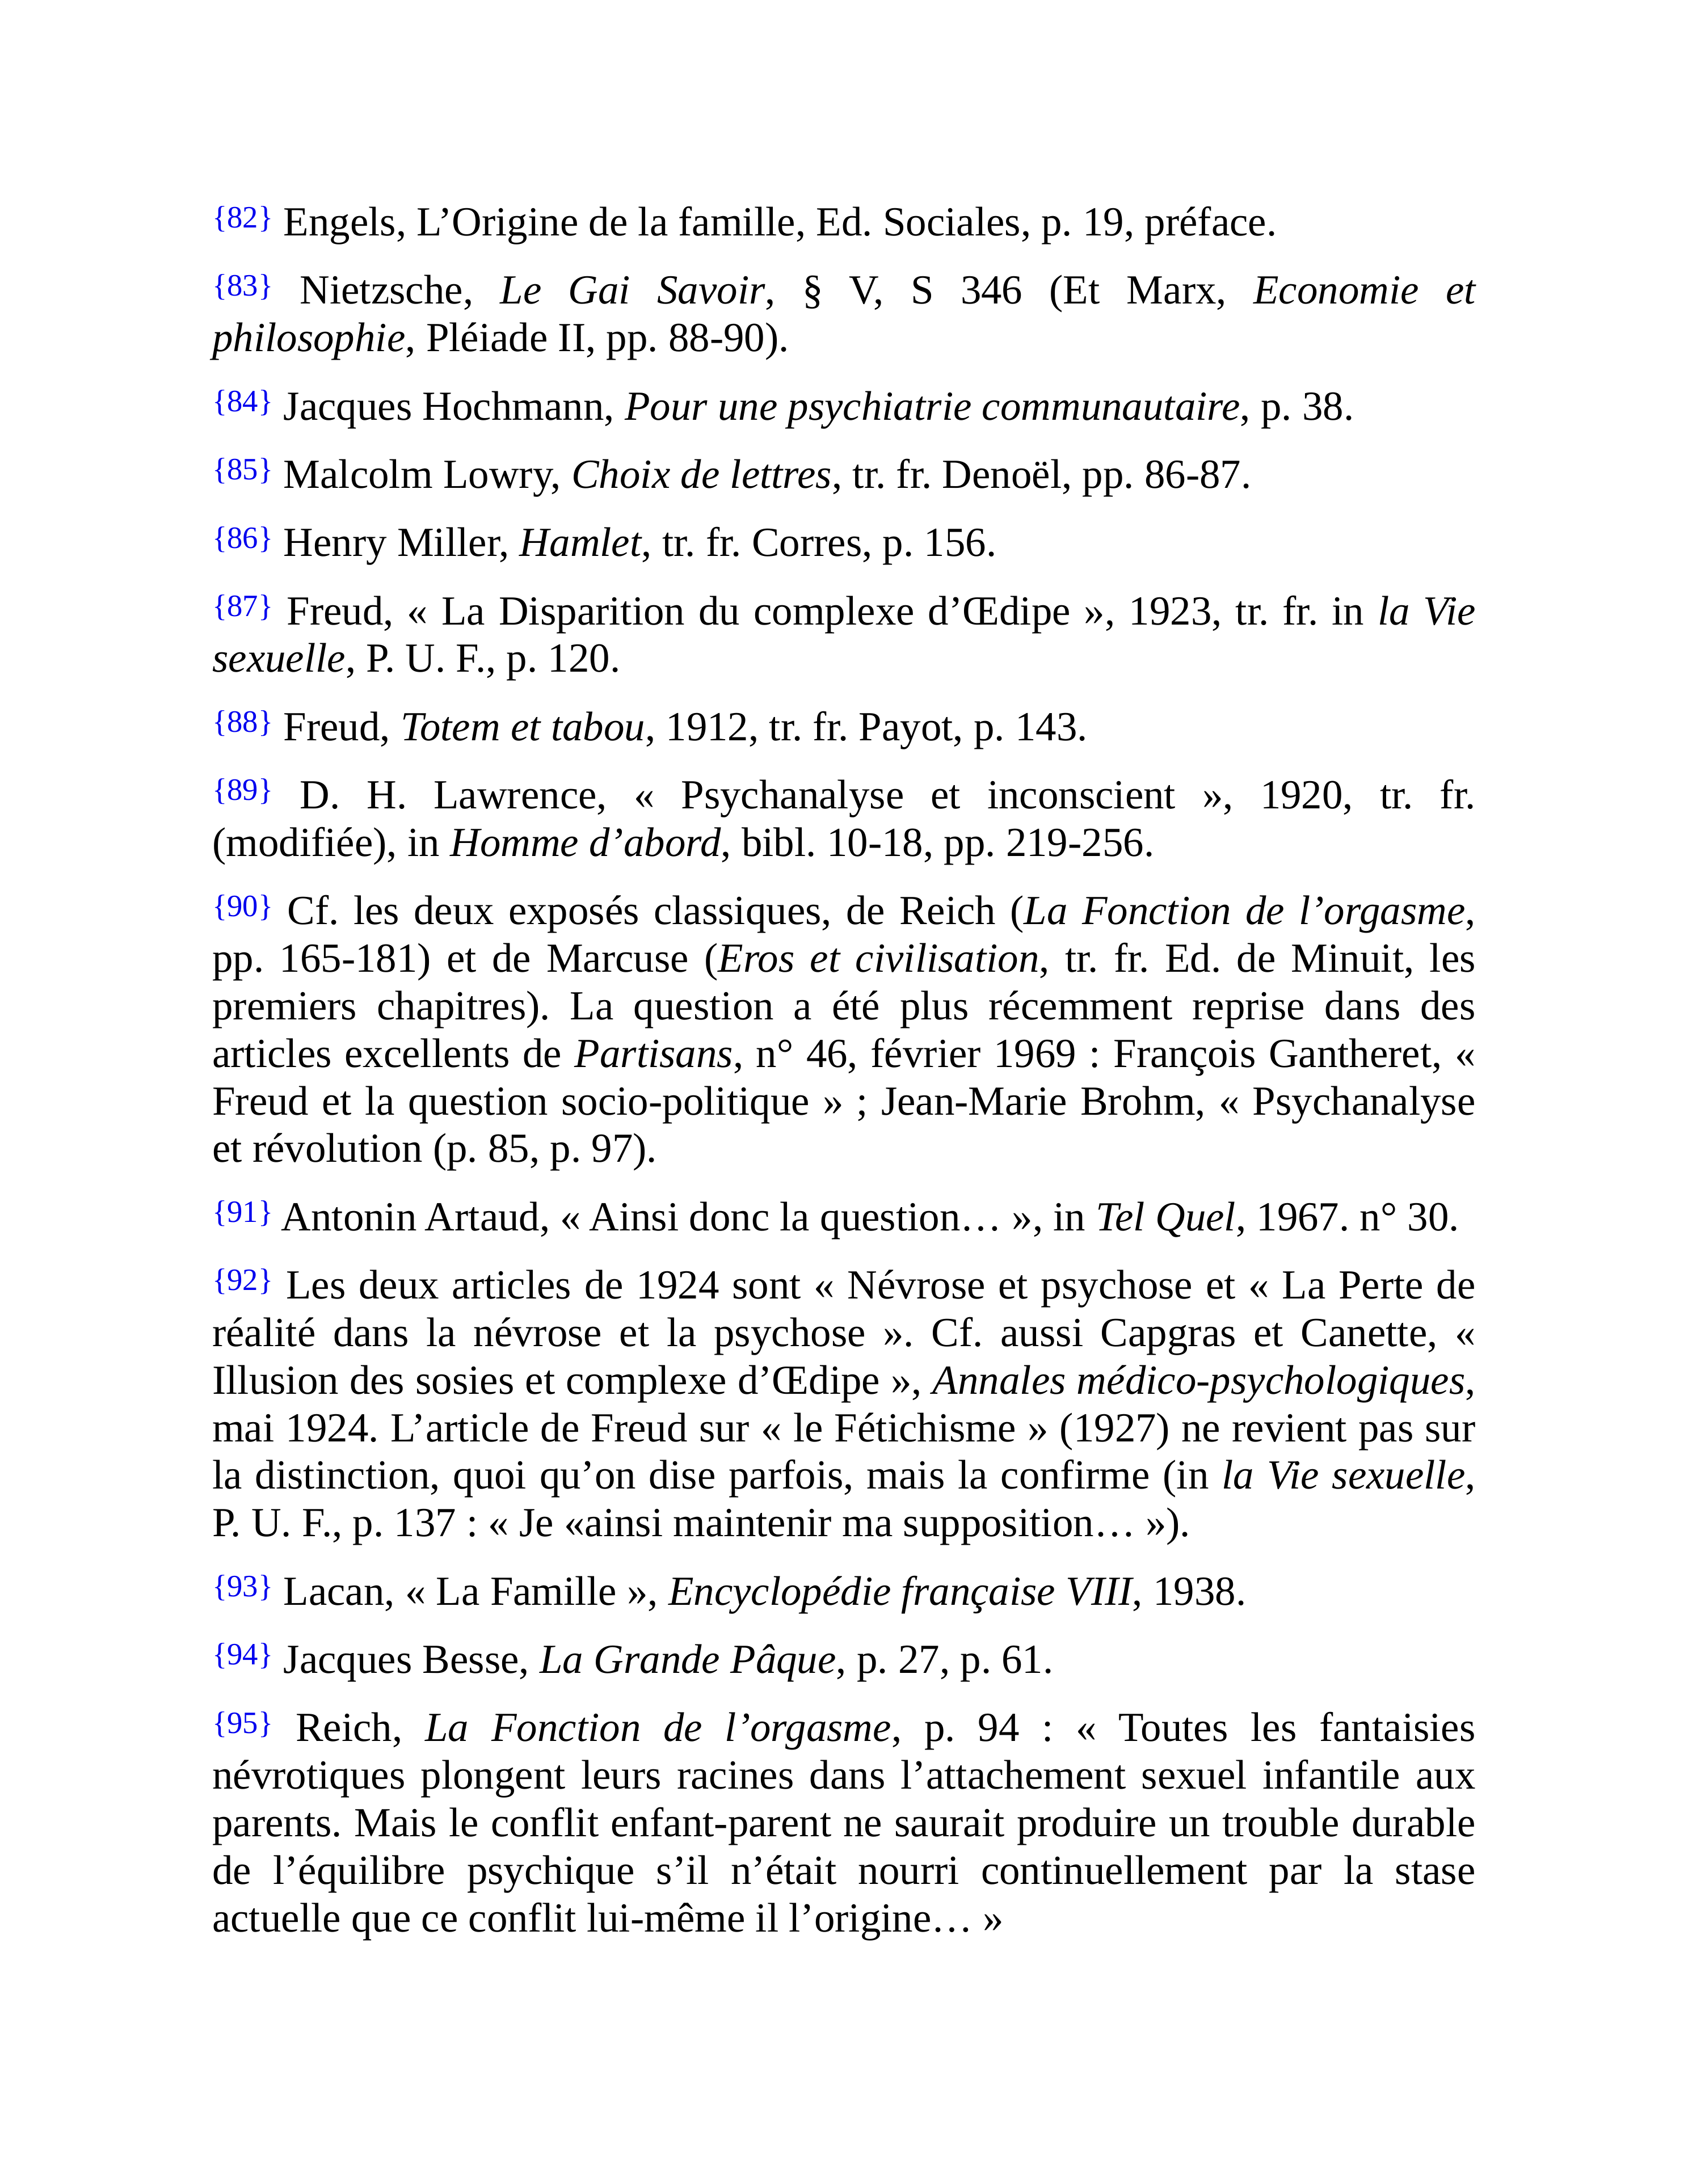 {82} Engels, L’Origine de la famille, Ed. Sociales, p. 19, préface.
{83} Nietzsche, Le Gai Savoir, § V, S 346 (Et Marx, Economie et
philosophie, Pléiade II, pp. 88-90).
{84} Jacques Hochmann, Pour une psychiatrie communautaire, p. 38.
{85} Malcolm Lowry, Choix de lettres, tr. fr. Denoël, pp. 86-87.
{86} Henry Miller, Hamlet, tr. fr. Corres, p. 156.
{87} Freud, « La Disparition du complexe d’Œdipe », 1923, tr. fr. in la Vie
sexuelle, P. U. F., p. 120.
{88} Freud, Totem et tabou, 1912, tr. fr. Payot, p. 143.
{89} D. H. Lawrence, « Psychanalyse et inconscient », 1920, tr. fr.
(modifiée), in Homme d’abord, bibl. 10-18, pp. 219-256.
{90} Cf. les deux exposés classiques, de Reich (La Fonction de l’orgasme,
pp. 165-181) et de Marcuse (Eros et civilisation, tr. fr. Ed. de Minuit, les
premiers chapitres). La question a été plus récemment reprise dans des
articles excellents de Partisans, n° 46, février 1969 : François Gantheret, «
Freud et la question socio-politique » ; Jean-Marie Brohm, « Psychanalyse
et révolution (p. 85, p. 97).
{91} Antonin Artaud, « Ainsi donc la question… », in Tel Quel, 1967. n° 30.
{92} Les deux articles de 1924 sont « Névrose et psychose et « La Perte de
réalité dans la névrose et la psychose ». Cf. aussi Capgras et Canette, «
Illusion des sosies et complexe d’Œdipe », Annales médico-psychologiques,
mai 1924. L’article de Freud sur « le Fétichisme » (1927) ne revient pas sur
la distinction, quoi qu’on dise parfois, mais la confirme (in la Vie sexuelle,
P. U. F., p. 137 : « Je «ainsi maintenir ma supposition… »).
{93} Lacan, « La Famille », Encyclopédie française VIII, 1938.
{94} Jacques Besse, La Grande Pâque, p. 27, p. 61.
{95} Reich, La Fonction de l’orgasme, p. 94 : « Toutes les fantaisies
névrotiques plongent leurs racines dans l’attachement sexuel infantile aux
parents. Mais le conflit enfant-parent ne saurait produire un trouble durable
de l’équilibre psychique s’il n’était nourri continuellement par la stase
actuelle que ce conflit lui-même il l’origine… »